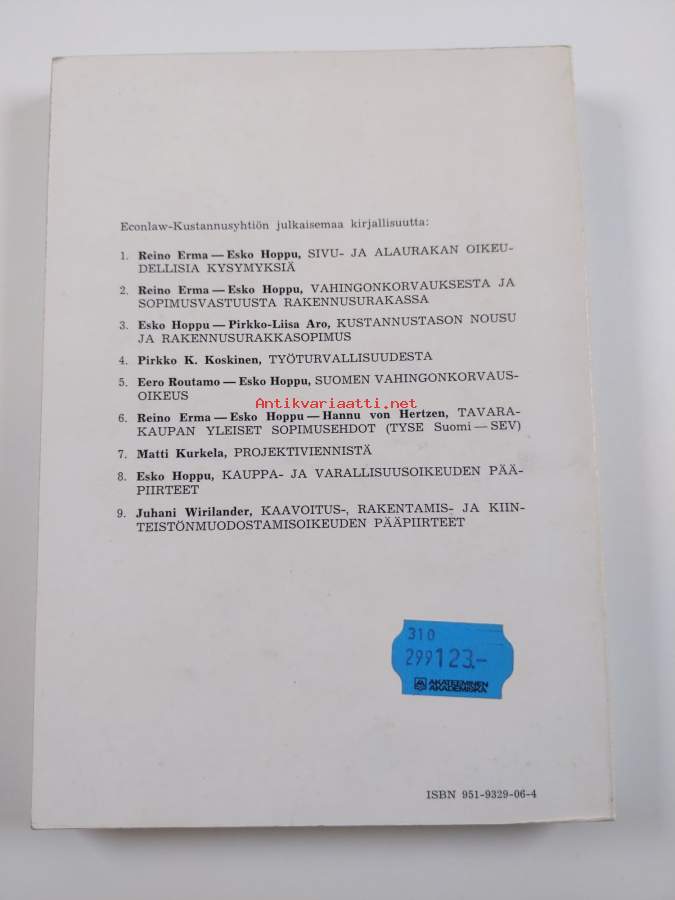 Econlaw-Kustannusyhtiön julkaisemaa kirjallisuutta:
1. Reino Erma — Esko Hoppu, SIVU- JA ALAURAKAN OIKEU-
DELLISIA KYSYMYKSIÄ
2. Reino Erma — Esko Hoppu, VAHINGONKORVAUKSESTA JA
SOPIMUSVASTUUSTA RAKENNUSURAKASSA
3. Esko Hoppu — Pirkko-Liisa Aro, KUSTANNUSTASON NOUSU
JA RAKENNUSURAKKASOPIMUS
4. Pirkko K. Koskinen, TYÖTURVALLISUUDESTA
5. Eero Routamo — Esko Hoppu, SUOMEN VAHINGONKORVAUS-
OIKEUS
Antikvariaatti.net
6. Reino Erma — Esko Hoppu — Hannu von Hertzen, TAVARA-
KAUPAN YLEISET SOPIMUSEHDOT (TYSE Suomi — SEV)
7. Matti Kurkela, PROJEKTIVIENNISTÄ
8. Esko Hoppu, KAUPPA- JA VARALLISUUSOIKEUDEN PÄÄ-
PIIRTEET
9. Juhani Wirilander, KAAVOITUS-, RAKENTAMIS- JA KIIN-
TEISTÖNMUODOSTAMISOIKEUDEN PÄÄPIIRTEET
310
299 123.-
AKATEEMINEN
AKADEMISKA
ISBN 951-9329-06-4